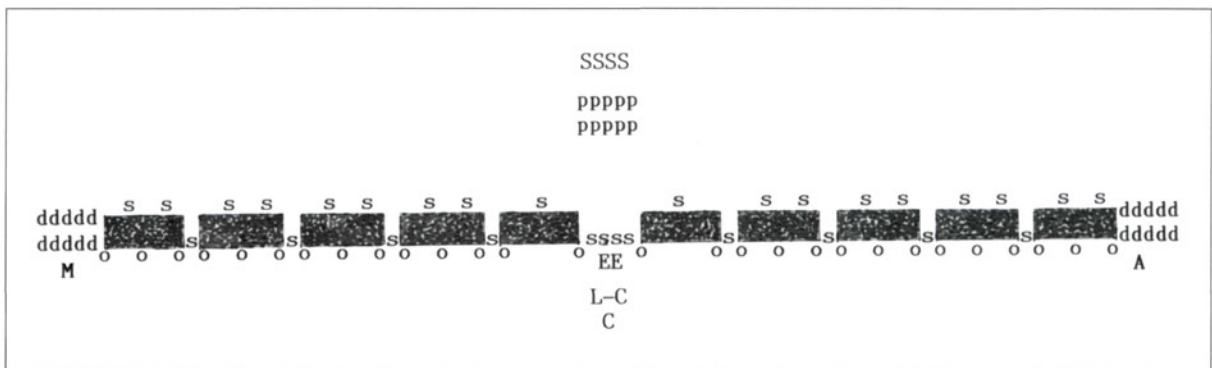 SSSS
ppppp
ppppp
s s s s s s s s s s s s s s s s s s
ddddd ddddd
ddddd s s s s ssss s s s s ddddd
o o o o o o o o o o o o o o o o o o o o o o o o o o o o
M EE A
L-C
C